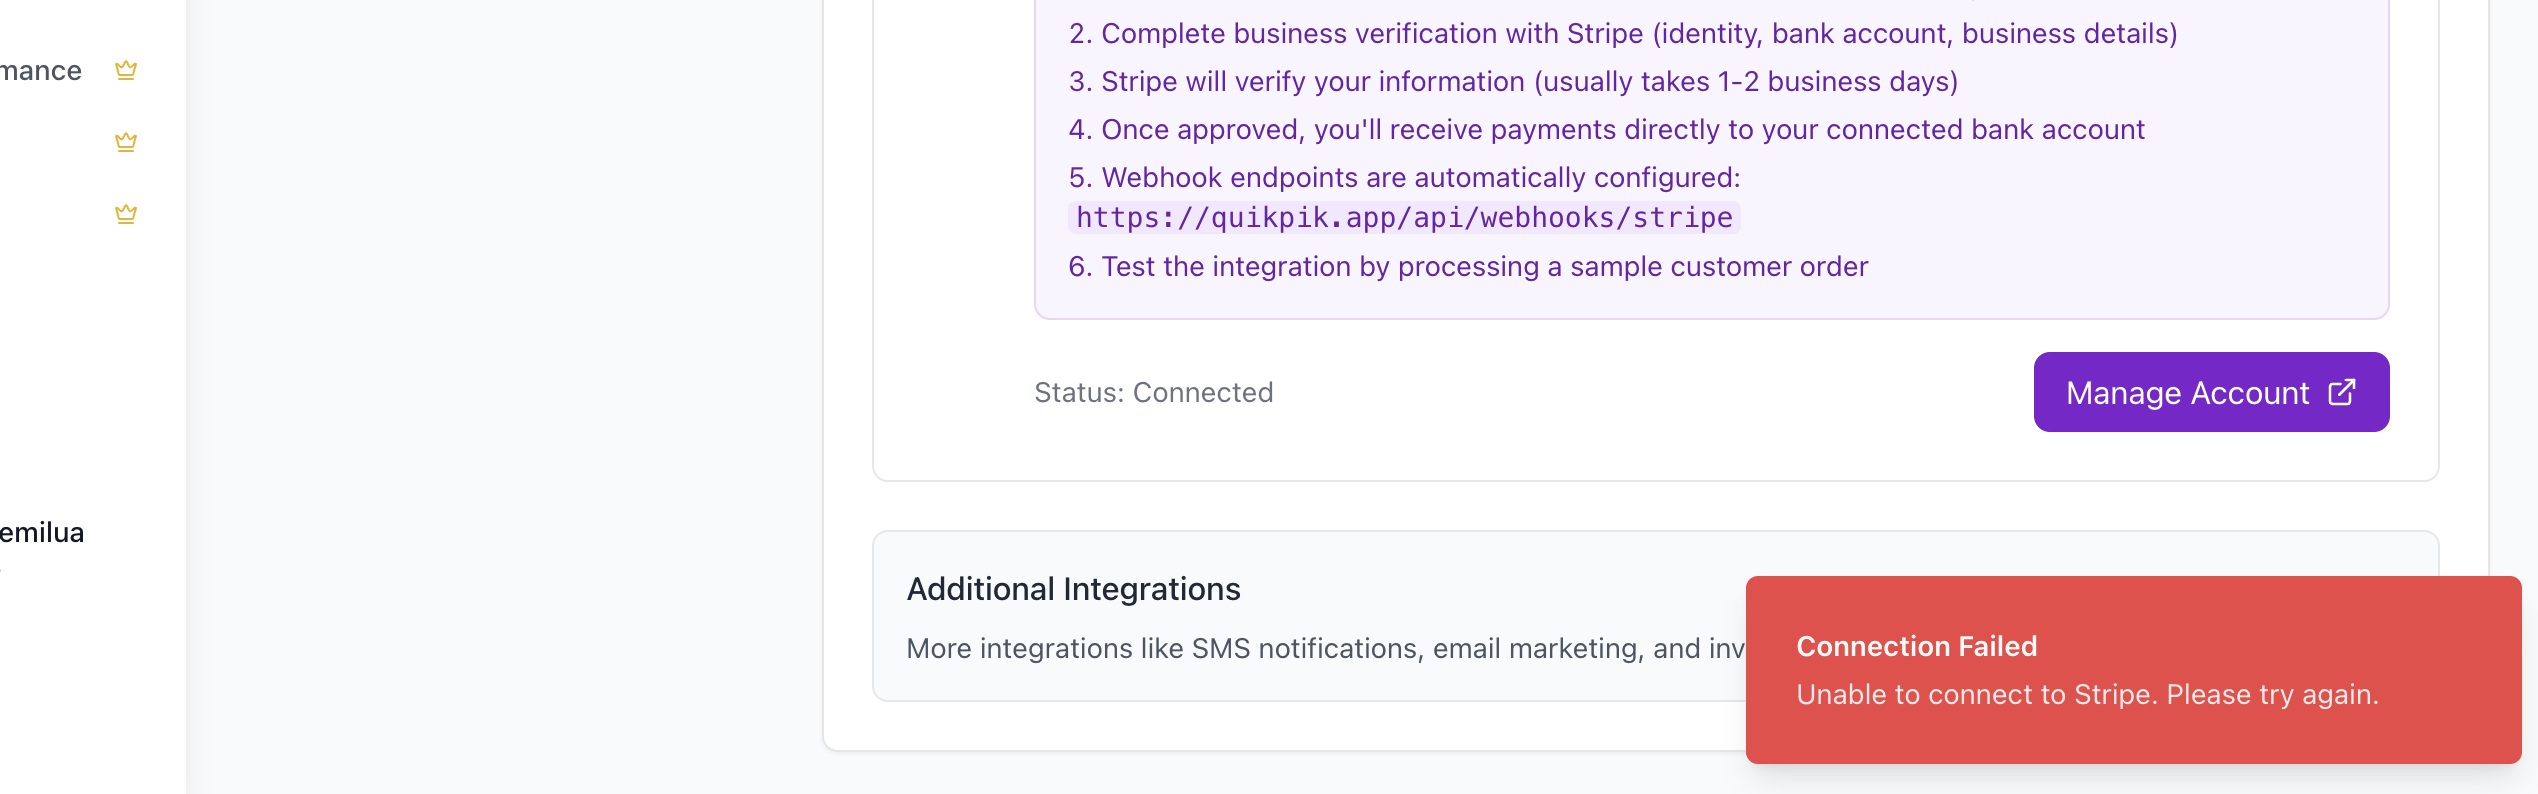 mance
emilua
2. Complete business verification with Stripe (identity, bank account, business details)
3. Stripe will verify your information (usually takes 1-2 business days)
4. Once approved, you'll receive payments directly to your connected bank account
5. Webhook endpoints are automatically configured:
https://quikpik.app/api/webhooks/stripe
6. Test the integration by processing a sample customer order
Status: Connected
Manage Account
Additional Integrations
More integrations like SMS notifications, email marketing, and inv
Connection Failed
Unable to connect to Stripe. Please try again.